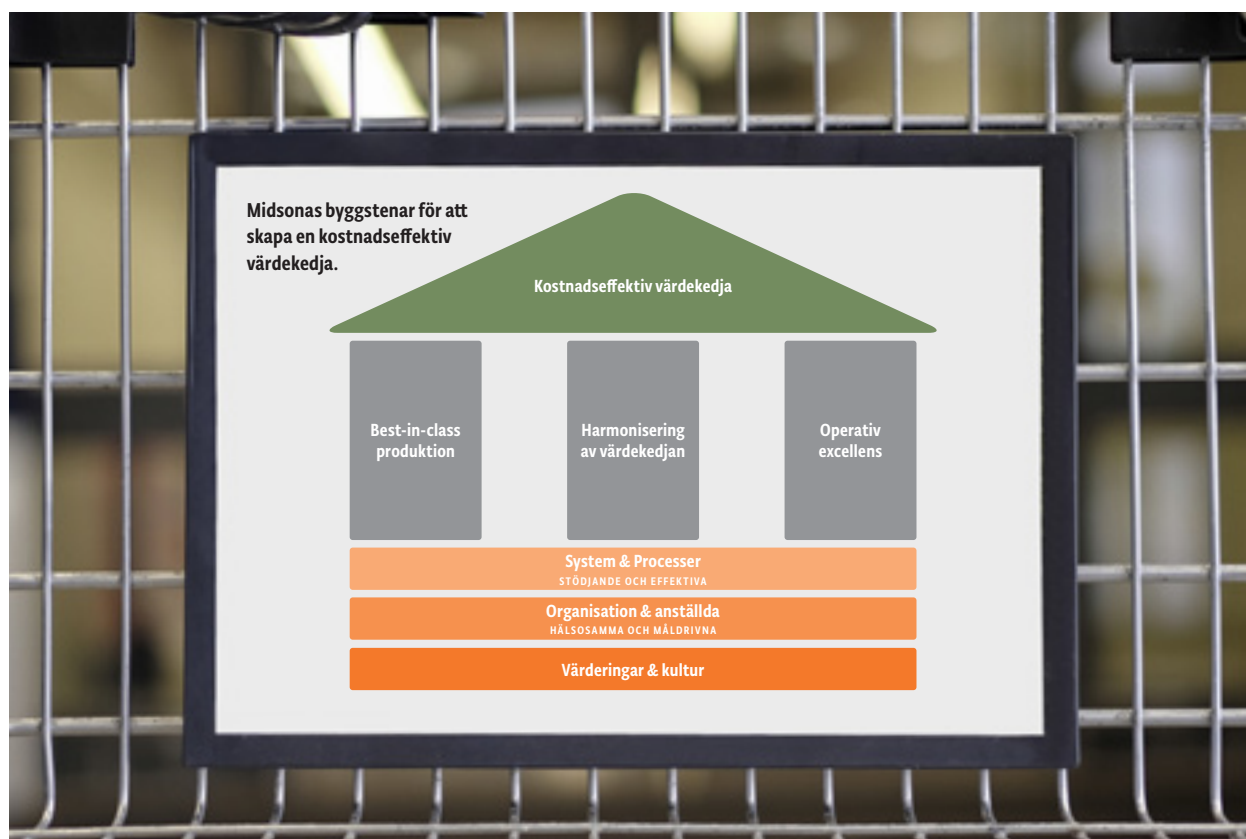 Midsonas byggstenar för att
skapa en kostnadseffektiv
värdekedja.
Kostnadseffektiv värdekedja
Best-in-class
produktion
Harmonisering
av värdekedjan
Operativ
excellens
System & Processer
STÖDJANDE OCH EFFEKTIVA
Organisation & anställda
HÄLSOSAMMA OCH MÅLDRIVNA
Värderingar & kultur